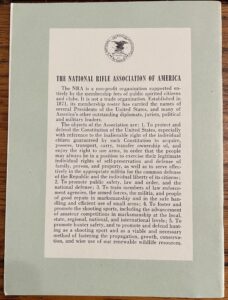 THE NATIONAL RIFLE ASSOCIATION OF AMERICA
The NRA is a non-profit organization supported en-
tirely by the membership fees of public spirited citizens
and clubs. It is not a trade organization. Established in
1871, its membership roster has carried the names of
several Presidents of the United States, and many of
America's other outstanding diplomats, jurists, political
and military leaders.
The objects of the Association are: 1. To protect and
defend the Constitution of the United States, especially
with reference to the inalienable right of the individual
citizen guaranteed by such Constitution to acquire,
possess, transport, carry, transfer ownership of, and
enjoy the right to use arms, in order that the people
may always be in a position to exercise their legitimate
individual rights of self-preservation and defense of
family, person, and property, as well as to serve effec-
tively in the appropriate militia for the common defense
of the Republic and the individual liberty of its citizens;
2. To promote public safety, law and order, and the
national defense; 3. To train members of law enforce-
ment agencies, the armed forces, the militia, and people
of good repute in marksmanship and in the safe han-
dling and efficient use of small arms; 4. To foster and
promote the shooting sports, including the advancement
of amateur competitions in marksmanship at the local,
state, regional, national, and international levels; 5. To
promote hunter safety, and to promote and defend hunt-
ing as a shooting sport and as a viable and necessary
method of fostering the propagation, growth, conserva-
tion, and wise use of our renewable wildlife resources.